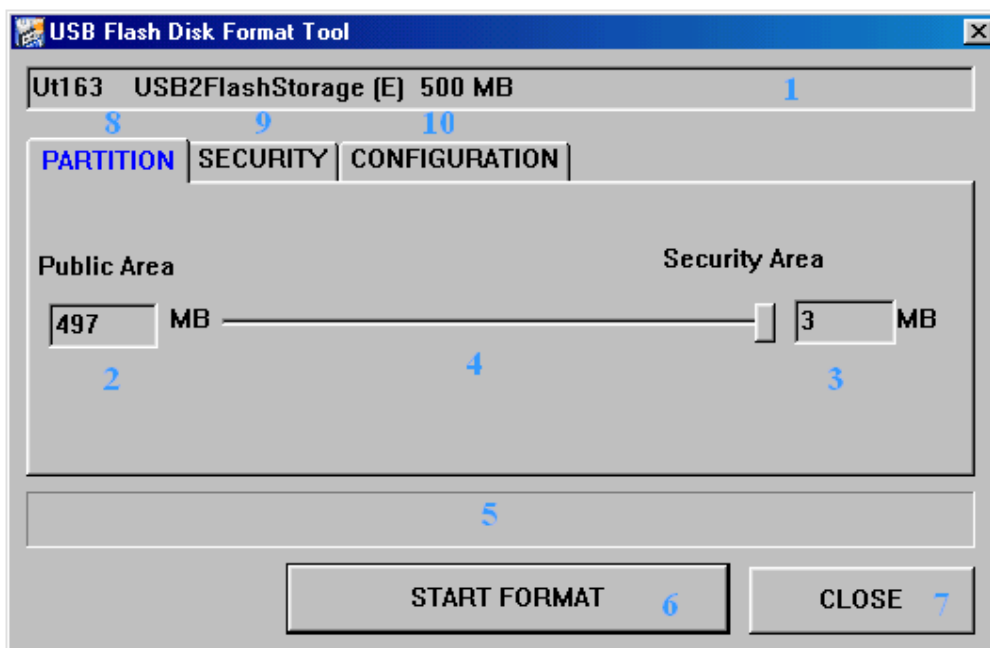 USB Flash Disk Format Tool
Ut163 USB2FlashStorage (E) 500 MB 1
8 9 10
PARTITION SECURITY CONFIGURATION
Security Area
Public Area
497 MB 3 MB
2 4 3
5
START FORMAT 6 CLOSE 7